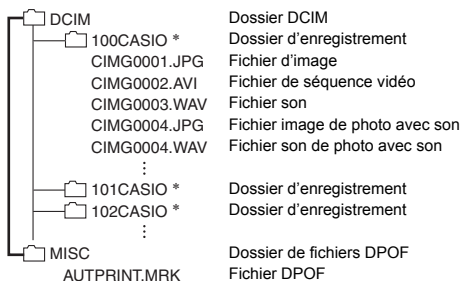 DCIM Dossier DCIM
100CASIO * Dossier d'enregistrement
CIMG0001.JPG Fichier d'image
CIMG0002.AVI Fichier de séquence vidéo
CIMG0003.WAV Fichier son
CIMG0004.JPG Fichier image de photo avec son
CIMG0004.WAV Fichier son de photo avec son
101CASIO * Dossier d'enregistrement
102CASIO * Dossier d'enregistrement
MISC Dossier de fichiers DPOF
AUTPRINT.MRK Fichier DPOF